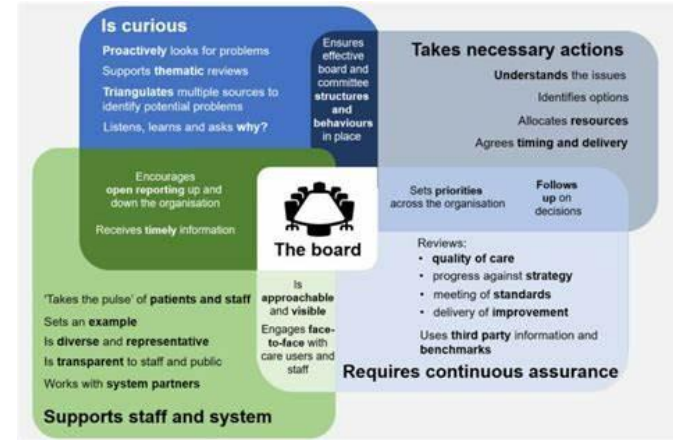 Is curious
Proactively looks for problems
Supports thematic reviews
Triangulates multiple sources to
identify potential problems
Listens, learns and asks why?
Ensures
effective
board and
committee
structures
and
behaviours
in place
Takes necessary actions
Understands the issues
Identifies options
Allocates resources
Agrees timing and delivery
Encourages
open reporting up and
down the organisation
Receives timely information
The board
Sets priorities
across the organisation
Follows
up on
decisions
'Takes the pulse' of patients and staff
Sets an example
Is diverse and representative
Is transparent to staff and public
Works with system partners
Supports staff and system
Is
approachable
and visible
Engages face-
to-face with
care users and
staff
Reviews:
• quality of care
• progress against strategy
• meeting of standards
• delivery of improvement
Uses third party information and
benchmarks
Requires continuous assurance